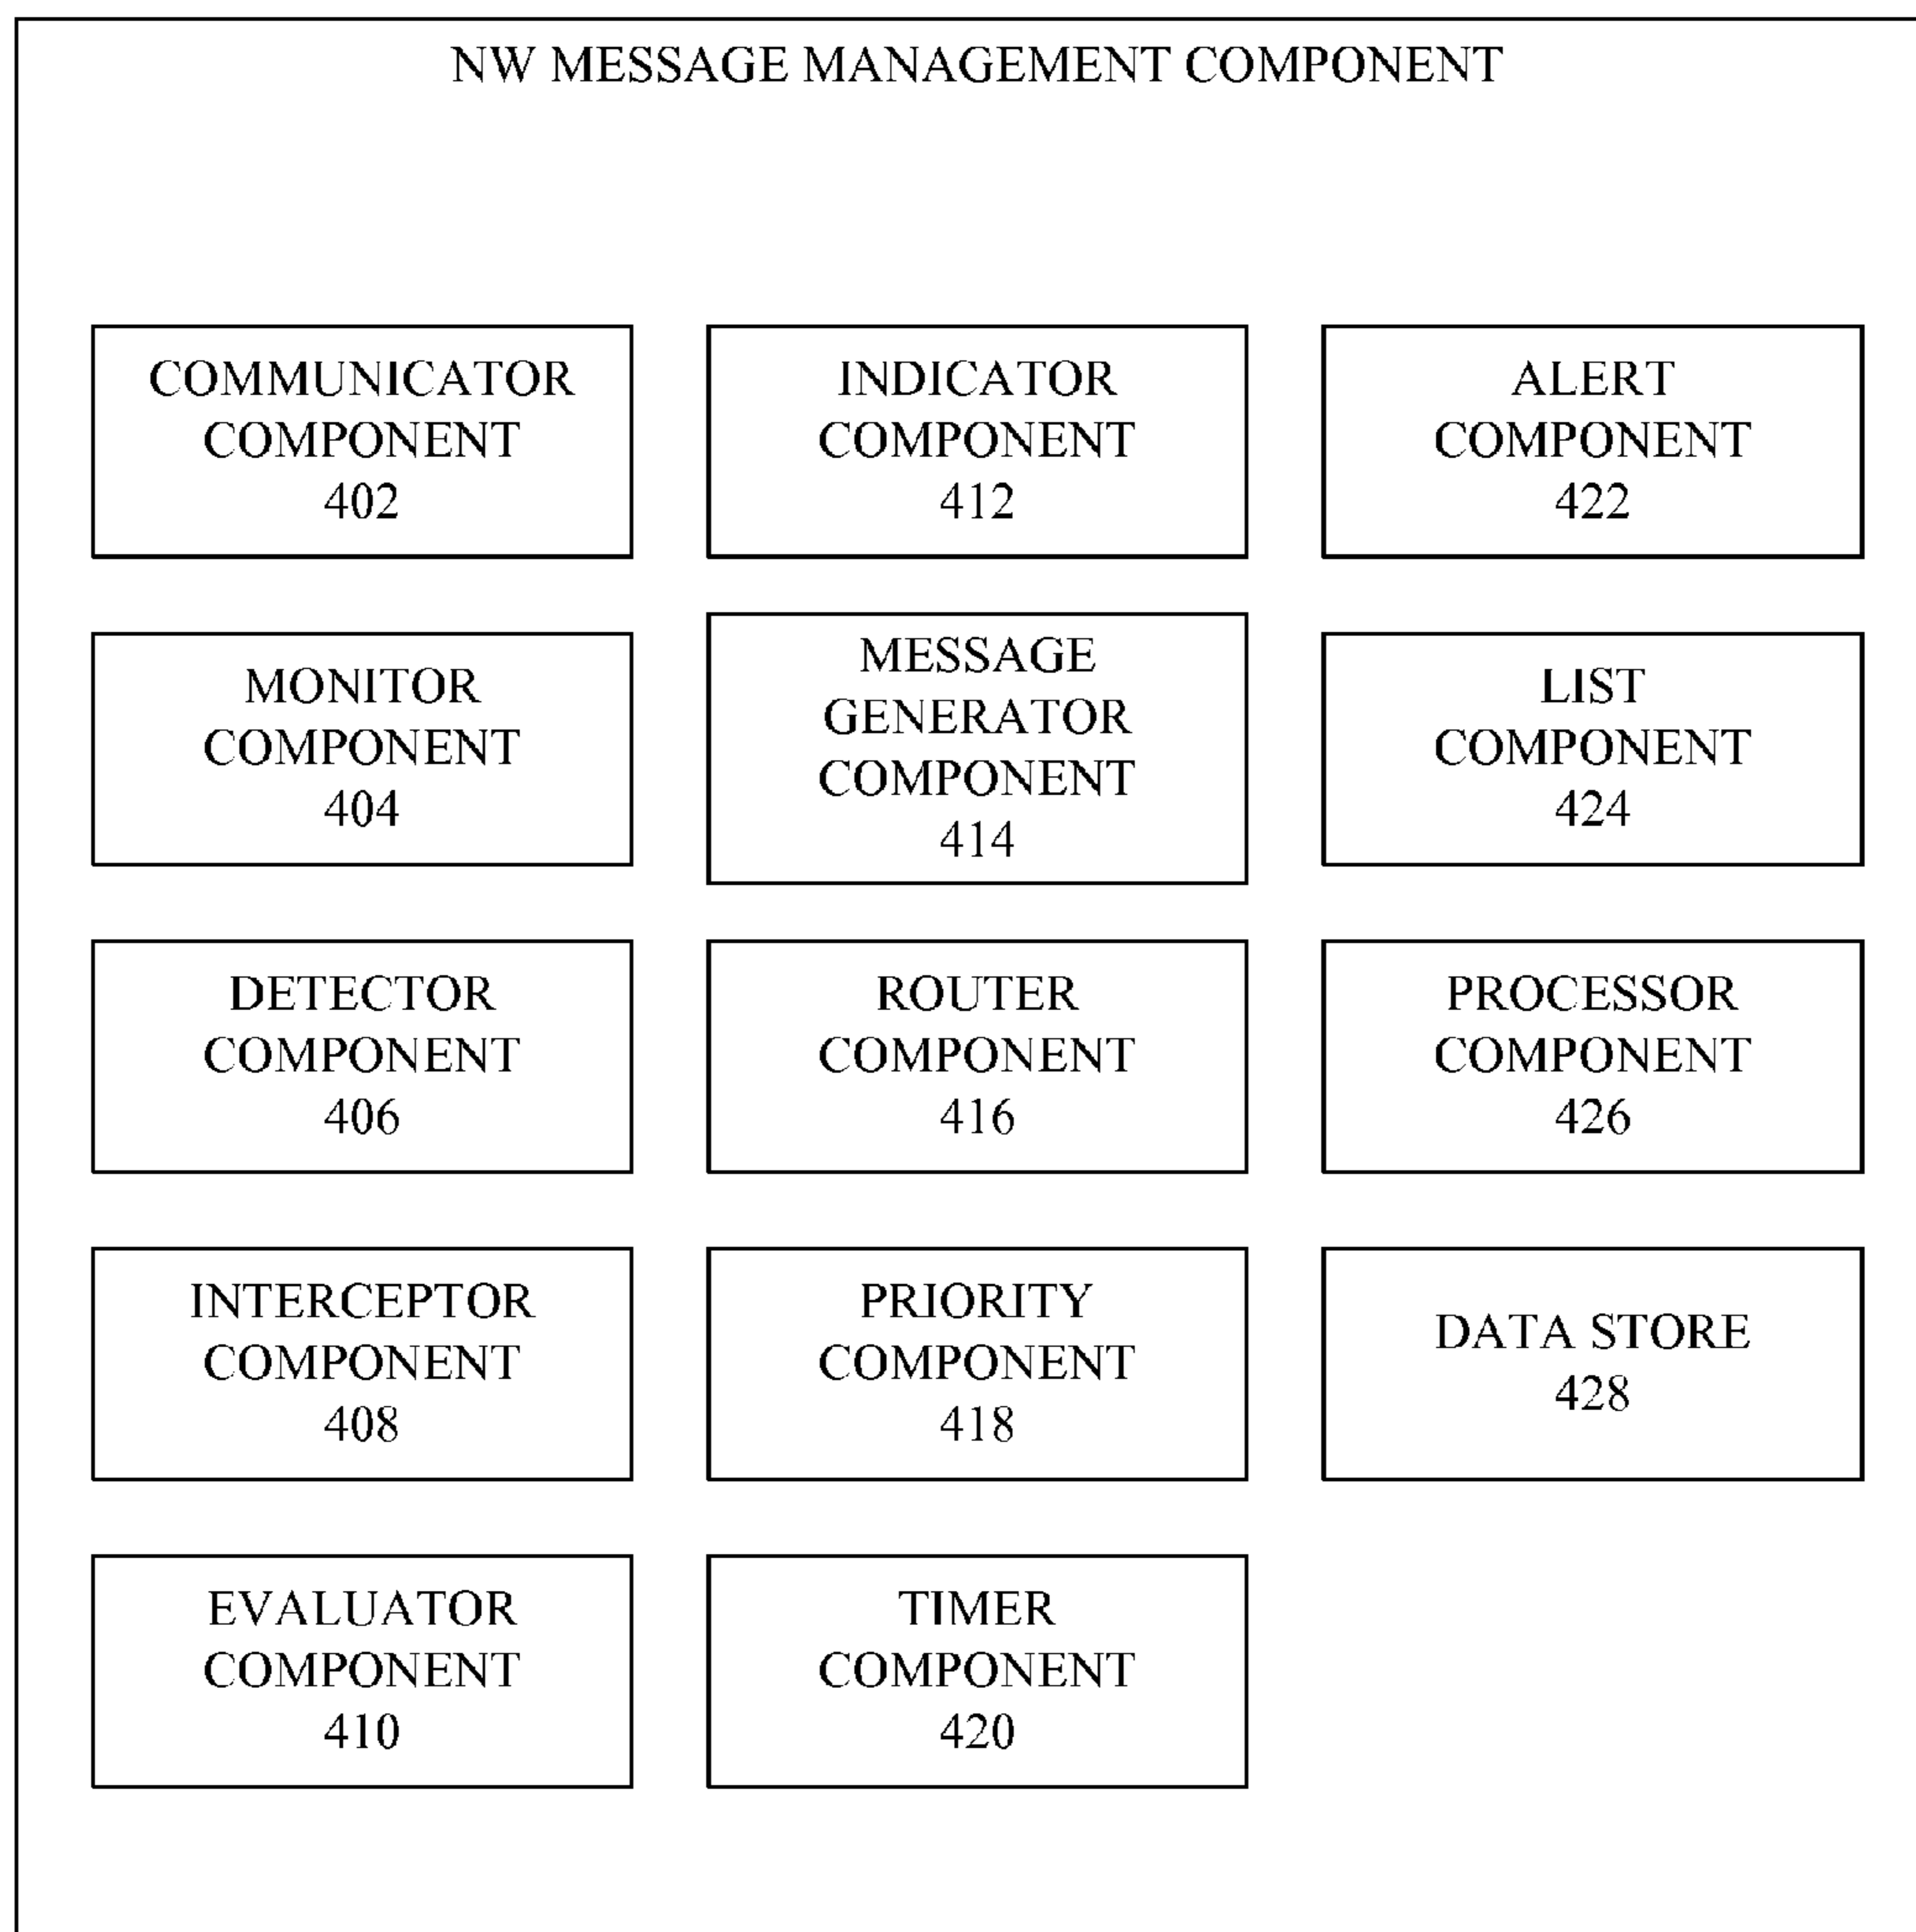 NW MESSAGE MANAGEMENT COMPONENT
COMMUNICATOR
COMPONENT
402
INDICATOR
COMPONENT
412
ALERT
COMPONENT
422
MONITOR
COMPONENT
404
MESSAGE
GENERATOR
COMPONENT
414
LIST
COMPONENT
424
DETECTOR
COMPONENT
406
ROUTER
COMPONENT
416
PROCESSOR
COMPONENT
426
INTERCEPTOR
COMPONENT
408
PRIORITY
COMPONENT
418
DATA STORE
428
EVALUATOR
COMPONENT
410
TIMER
COMPONENT
420